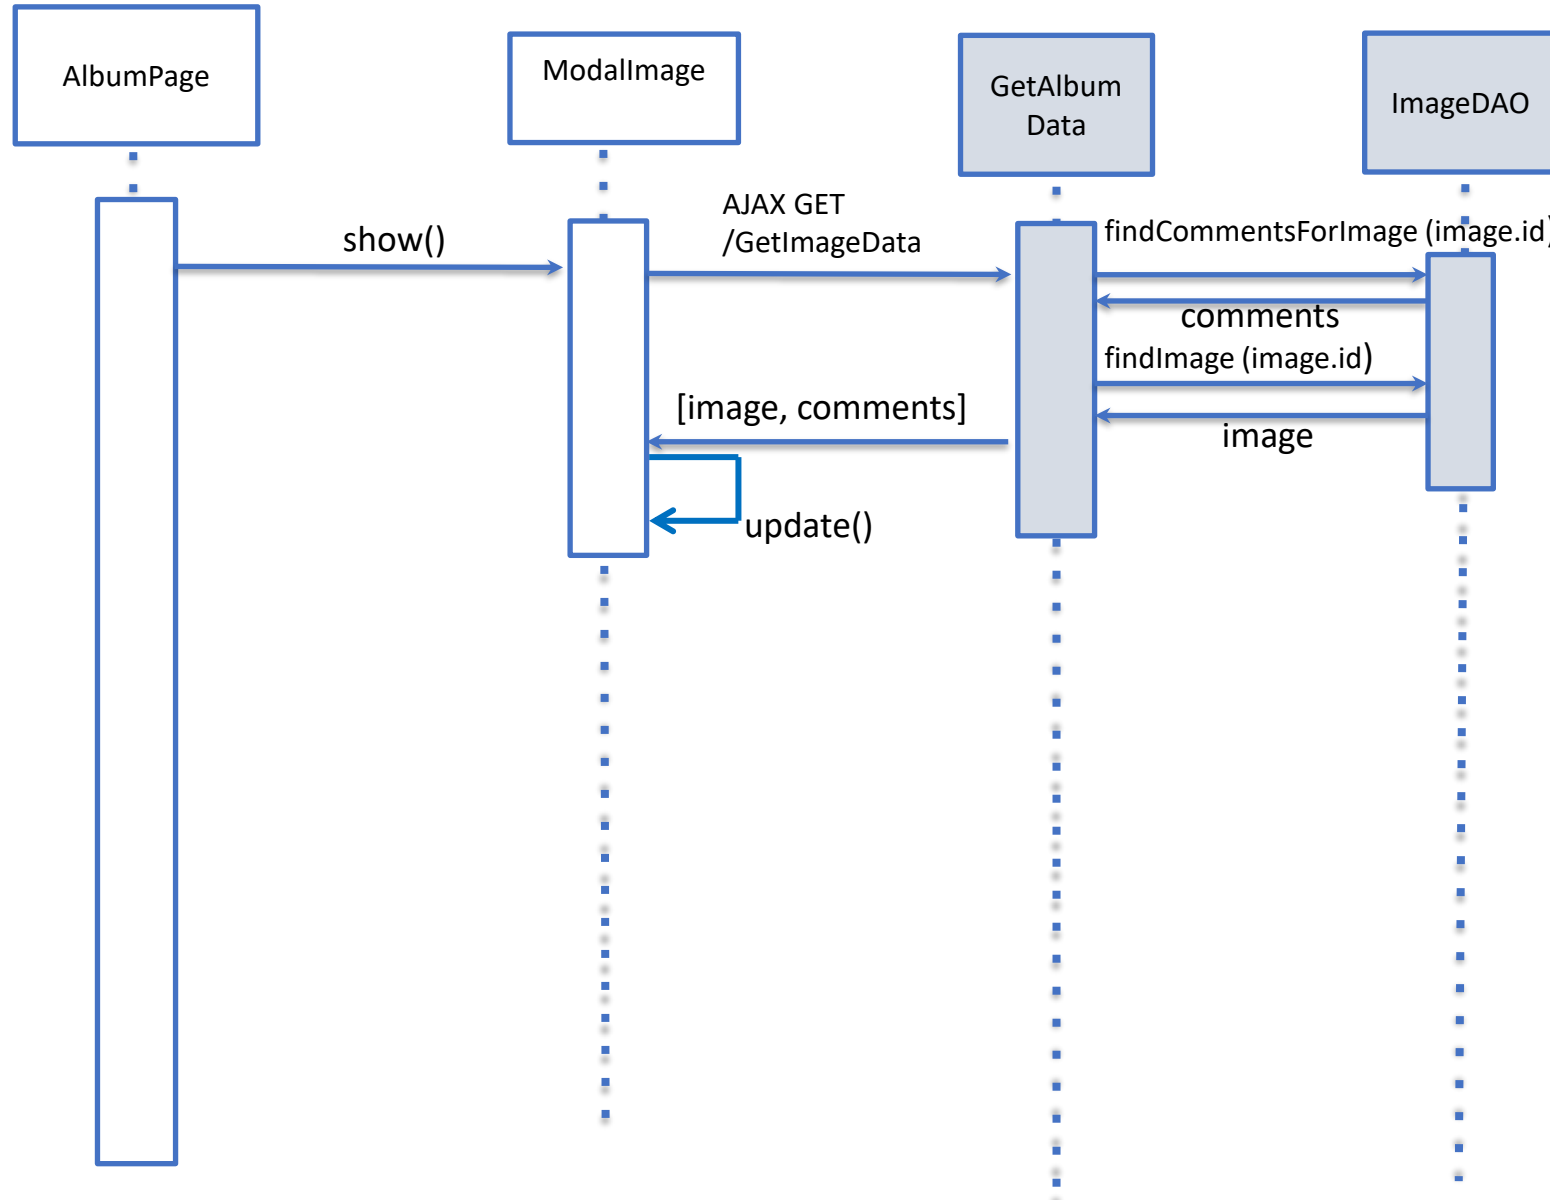 AlbumPage
ModalImage
GetAlbum
Data
ImageDAO
show()
AJAX GET
/GetImageData
findCommentsForImage (image.id)
comments
findImage (image.id)
[image, comments]
image
update()